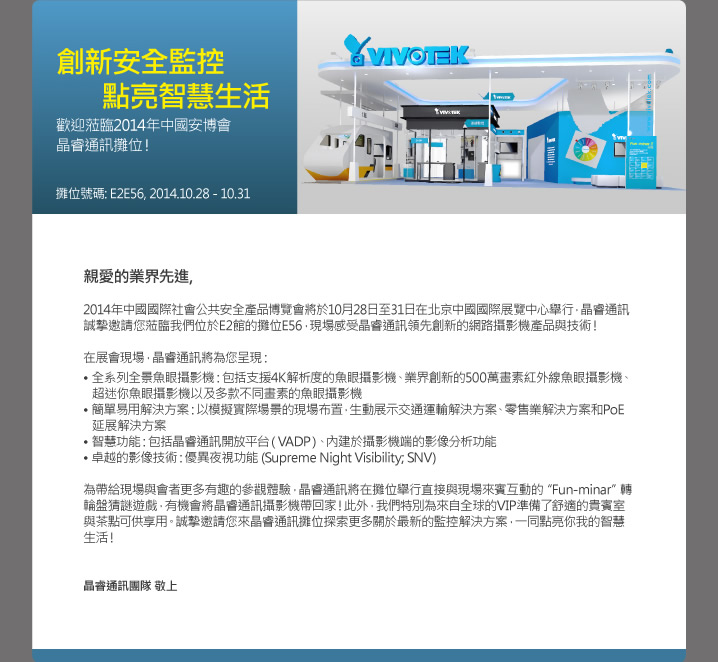 創新安全監控
點亮智慧生活
歡迎蒞臨2014年中國安博會
晶睿通訊攤位!
攤位號碼: E2E56, 2014.10.28 - 10.31
VIVOTEK
VIVOTEK
親愛的業界先進,
2014年中國國際社會公共安全產品博覽會將於10月28日至31日在北京中國國際展覽中心舉行，晶睿通訊
誠摯邀請您蒞臨我們位於E2館的攤位E56，現場感受晶睿通訊領先創新的網路攝影機產品與技術!
在展會現場，晶睿通訊將為您呈現：
• 全系列全景魚眼攝影機：包括支援4K解析度的魚眼攝影機、業界創新的500萬畫素紅外線魚眼攝影機、
超迷你魚眼攝影機以及多款不同畫素的魚眼攝影機
• 簡單易用解決方案：以模擬實際場景的現場布置，生動展示交通運輸解決方案、零售業解決方案和PoE
延展解決方案
• 智慧功能：包括晶睿通訊開放平台 ( VADP )、內建於攝影機端的影像分析功能
• 卓越的影像技術：優異夜視功能 (Supreme Night Visibility; SNV)
為帶給現場與會者更多有趣的參觀體驗，晶睿通訊將在攤位舉行直接與現場來賓互動的 “Fun-minar” 轉
輪盤猜謎遊戲，有機會將晶睿通訊攝影機帶回家! 此外，我們特別為來自全球的VIP準備了舒適的貴賓室
與茶點可供享用。誠摯邀請您來晶睿通訊攤位探索更多關於最新的監控解決方案，一同點亮你我的智慧
生活!
晶睿通訊團隊 敬上